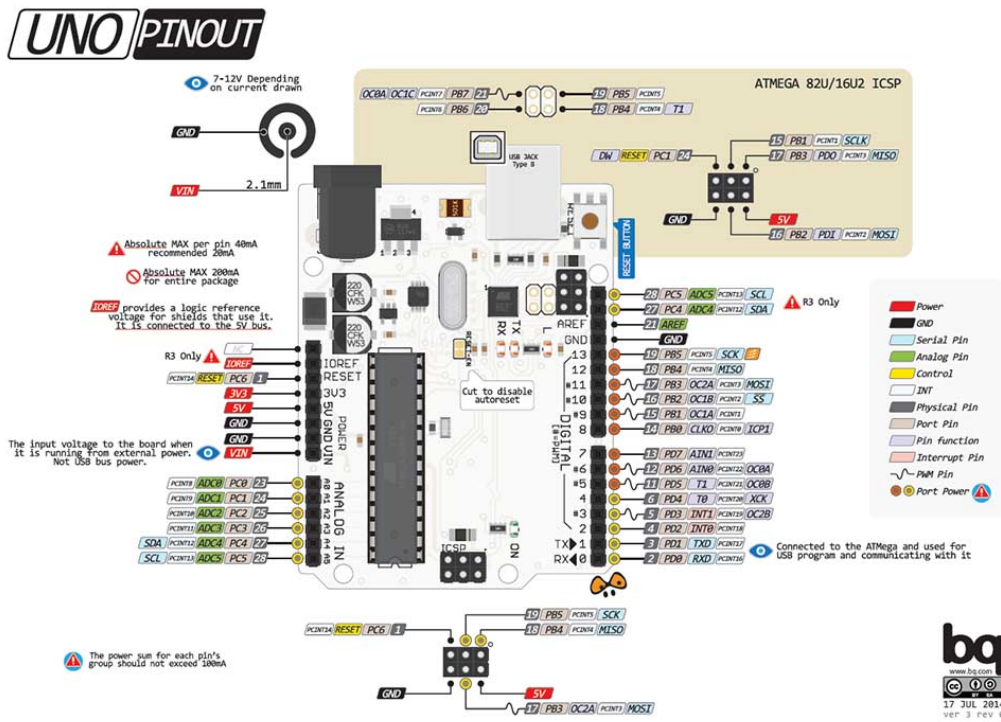 UNO PINOUT
7-12V Depending
on current drawn
GND
VIN
2.1mm
ATMEGA 82U/16U2 ICSP
OC0A OC1C PCINT7 PB7 21
PCINT6 PB6 20
19 PB5 PCINT5
18 PB4 PCINT4 T1
15 PB1 PCINT1 SCLK
17 PB3 PDO PCINT3 MISO
DW RESET PC1 24
GND
5V
16 PB2 PDI PCINT2 MOSI
USB JACK
Type B
RESET
RESET BUTTON
Absolute MAX per pin 40mA
recommended 20mA
Absolute MAX 200mA
for entire package
IOREF provides a logic reference
voltage for shields that use it.
It is connected to the 5V bus.
R3 Only
NC
IOREF
PCINT14 RESET PC6 1
3V3
5V
GND
GND
VIN
The input voltage to the board when
it is running from external power.
Not USB bus power.
PCINT8 ADC0 PC0 23
PCINT9 ADC1 PC1 24
PCINT10 ADC2 PC2 25
PCINT11 ADC3 PC3 26
SDA PCINT12 ADC4 PC4 27
SCL PCINT13 ADC5 PC5 28
1 2 3
220
CFK
W53
220
CFK
W53
IOREF
RESET
3V3
5V
GND
VIN
POWER
A0
A1
A2
A3
A4
A5
ANALOG IN
RX
TX
L
RESET-EN
Cut to disable
autoreset
ICSP
ON
AREF
GND
13
12
#11
#10
#9
8
7
#6
#5
4
#3
2
TX 1
RX 0
DIGITAL
[#=PWM]
28 PC5 ADC5 PCINT13 SCL
27 PC4 ADC4 PCINT12 SDA
R3 Only
21 AREF
GND
19 PB5 PCINT5 SCK
18 PB4 PCINT4 MISO
17 PB3 OC2A PCINT3 MOSI
16 PB2 OC1B PCINT2 SS
15 PB1 OC1A PCINT1
14 PB0 CLKO PCINT0 ICP1
13 PD7 AIN1 PCINT23
12 PD6 AIN0 PCINT22 OC0A
11 PD5 T1 PCINT21 OC0B
6 PD4 T0 PCINT20 XCK
5 PD3 INT1 PCINT19 OC2B
4 PD2 INT0 PCINT18
3 PD1 TXD PCINT17
2 PD0 RXD PCINT16
Connected to the ATMega and used for
USB program and communicating with it
Power
GND
Serial Pin
Analog Pin
Control
INT
Physical Pin
Port Pin
Pin function
Interrupt Pin
PWM Pin
Port Power
PCINT14 RESET PC6 1
19 PB5 PCINT5 SCK
18 PB4 PCINT4 MISO
GND
5V
17 PB3 OC2A PCINT3 MOSI
The power sum for each pin's
group should not exceed 100mA
bq
www.bq.com
CC
BY SA
17 JUL 2014
ver 3 rev